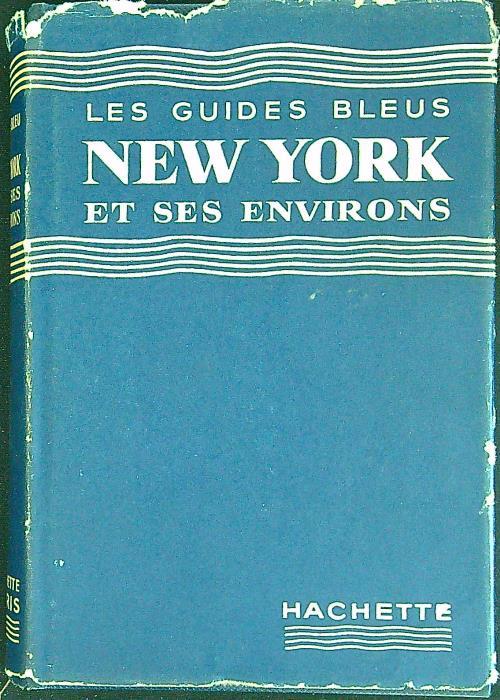 LES GUIDES BLEUS
NEW YORK
ET SES ENVIRONS
HACHETTE